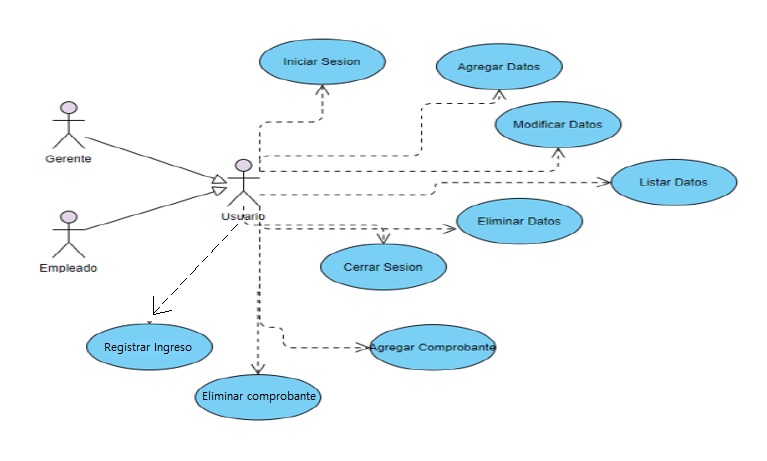 Iniciar Sesion
Agregar Datos
Modificar Datos
Gerente
Listar Datos
Usuario
Eliminar Datos
Empleado
Cerrar Sesion
Registrar Ingreso
Agregar Comprobante
Eliminar comprobante